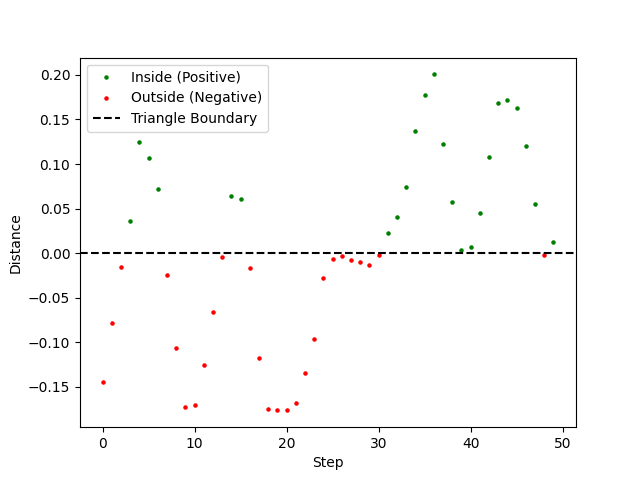 Inside (Positive)
Outside (Negative)
Triangle Boundary
Distance
0.20
0.15
0.10
0.05
0.00
−0.05
−0.10
−0.15
0
10
20
30
40
50
Step